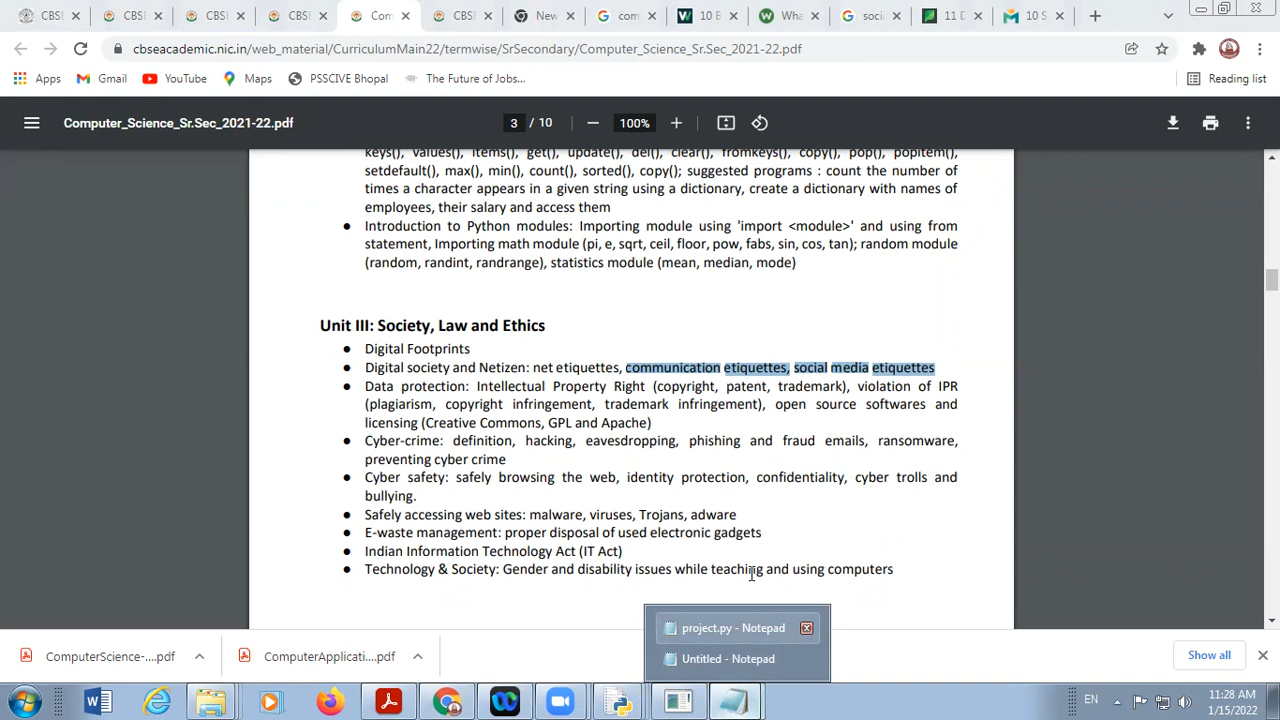 CBS
CBS
CBS
CBS
Com
CBS
New
com
10 B
Wha
soci
11 D
10 S
cbseacademic.nic.in/web_material/CurriculumMain22/termwise/SrSecondary/Computer_Science_Sr.Sec_2021-22.pdf
Apps
Gmail
YouTube
Maps
PSSCIVE Bhopal
The Future of Jobs...
Reading list
Computer_Science_Sr.Sec_2021-22.pdf
3 / 10
100%
keys(), values(), items(), get(), update(), del(), clear(), fromkeys(), copy(), pop(), popitem(),
setdefault(), max(), min(), count(), sorted(), copy(); suggested programs : count the number of
times a character appears in a given string using a dictionary, create a dictionary with names of
employees, their salary and access them
● Introduction to Python modules: Importing module using 'import <module>' and using from
statement, Importing math module (pi, e, sqrt, ceil, floor, pow, fabs, sin, cos, tan); random module
(random, randint, randrange), statistics module (mean, median, mode)
Unit III: Society, Law and Ethics
● Digital Footprints
● Digital society and Netizen: net etiquettes, communication etiquettes, social media etiquettes
● Data protection: Intellectual Property Right (copyright, patent, trademark), violation of IPR
(plagiarism, copyright infringement, trademark infringement), open source softwares and
licensing (Creative Commons, GPL and Apache)
● Cyber-crime: definition, hacking, eavesdropping, phishing and fraud emails, ransomware,
preventing cyber crime
● Cyber safety: safely browsing the web, identity protection, confidentiality, cyber trolls and
bullying.
● Safely accessing web sites: malware, viruses, Trojans, adware
● E-waste management: proper disposal of used electronic gadgets
● Indian Information Technology Act (IT Act)
● Technology & Society: Gender and disability issues while teaching and using computers
project.py - Notepad
Untitled - Notepad
ComputerScience-....pdf
ComputerApplicati....pdf
Show all
EN
11:28 AM
1/15/2022